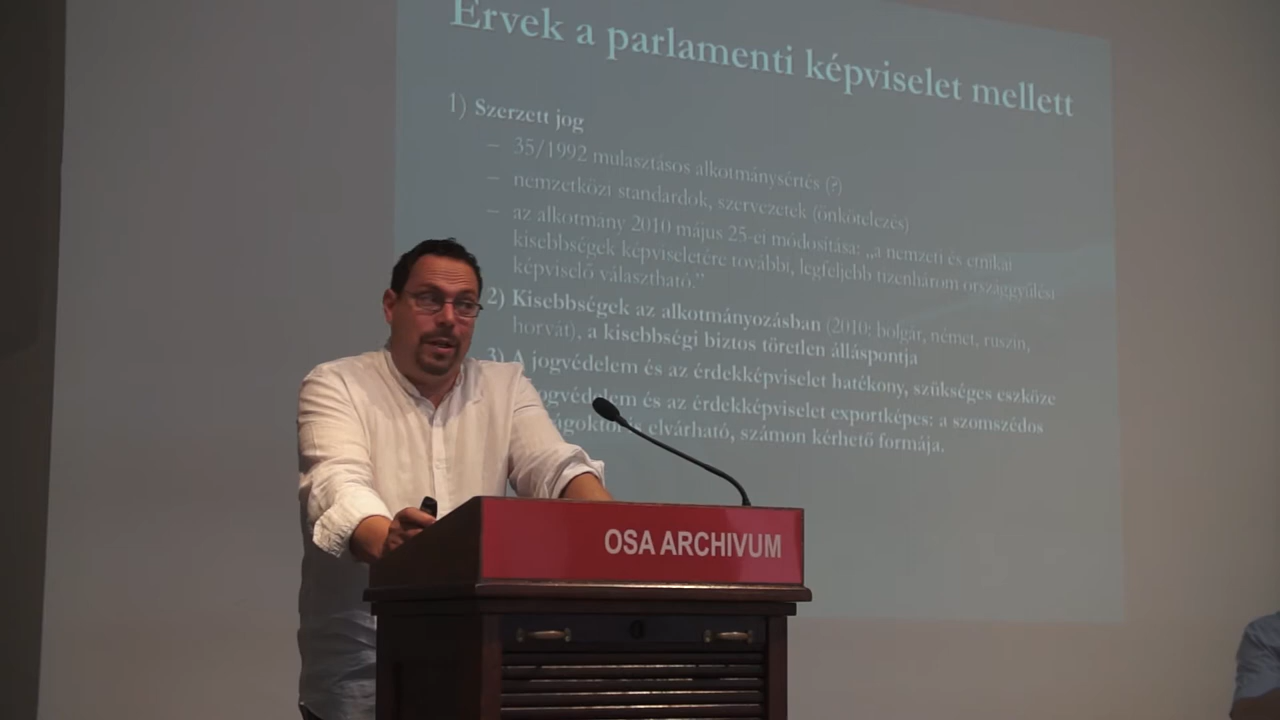 Érvek a parlamenti képviselet mellett
1) Szerzett jog
– 35/1992 mulasztásos alkotmánysértés (?)
– nemzetközi standardok, szervezetek (önkötelezés)
– az alkotmány 2010 május 25-ei módosítása: „a nemzeti és etnikai
kisebbségek képviseletére további, legfeljebb tizenhárom országgyűlési
képviselő választható.”
2) Kisebbségek az alkotmányozásban (2010: bolgár, német, ruszin,
horvát), a kisebbségi biztos töretlen álláspontja
3) A jogvédelem és az érdekképviselet hatékony, szükséges eszköze
jogvédelem és az érdekképviselet exportképes: a szomszédos
is elvárható, számon kérhető formája.
OSA ARCHIVUM